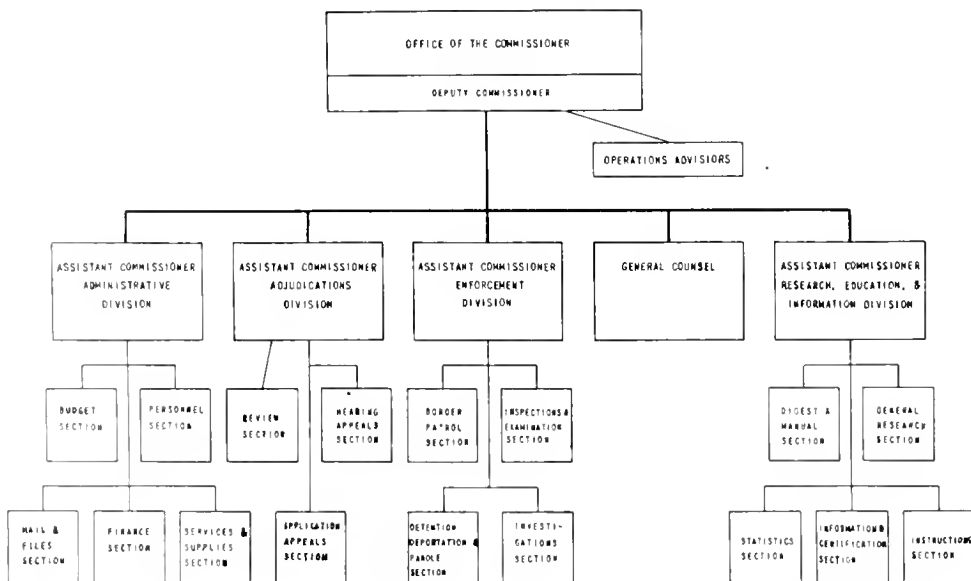 OFFICE OF THE COMMISSIONER
DEPUTY COMMISSIONER
OPERATIONS ADVISIORS
ASSISTANT COMMISSIONER
ADMINISTRATIVE
DIVISION
ASSISTANT COMMISSIONER
ADJUDICATIONS
DIVISION
ASSISTANT COMMISSIONER
ENFORCEMENT
DIVISION
GENERAL COUNSEL
ASSISTANT COMMISSIONER
RESEARCH, EDUCATION, &
INFORMATION DIVISION
BUDGET
SECTION
PERSONNEL
SECTION
REVIEW
SECTION
HEARING
APPEALS
SECTION
BORDER
PATROL
SECTION
INSPECTIONS &
EXAMINATION
SECTION
DIGEST &
MANUAL
SECTION
GENERAL
RESEARCH
SECTION
MAIL &
FILES
SECTION
FINANCE
SECTION
SERVICES &
SUPPLIES
SECTION
APPLICATION
APPEALS
SECTION
DETENTION
DEPORTATION &
PAROLE
SECTION
INVESTI-
GATIONS
SECTION
STATISTICS
SECTION
INFORMATION &
CERTIFICATION
SECTION
INSTRUCTIONS
SECTION